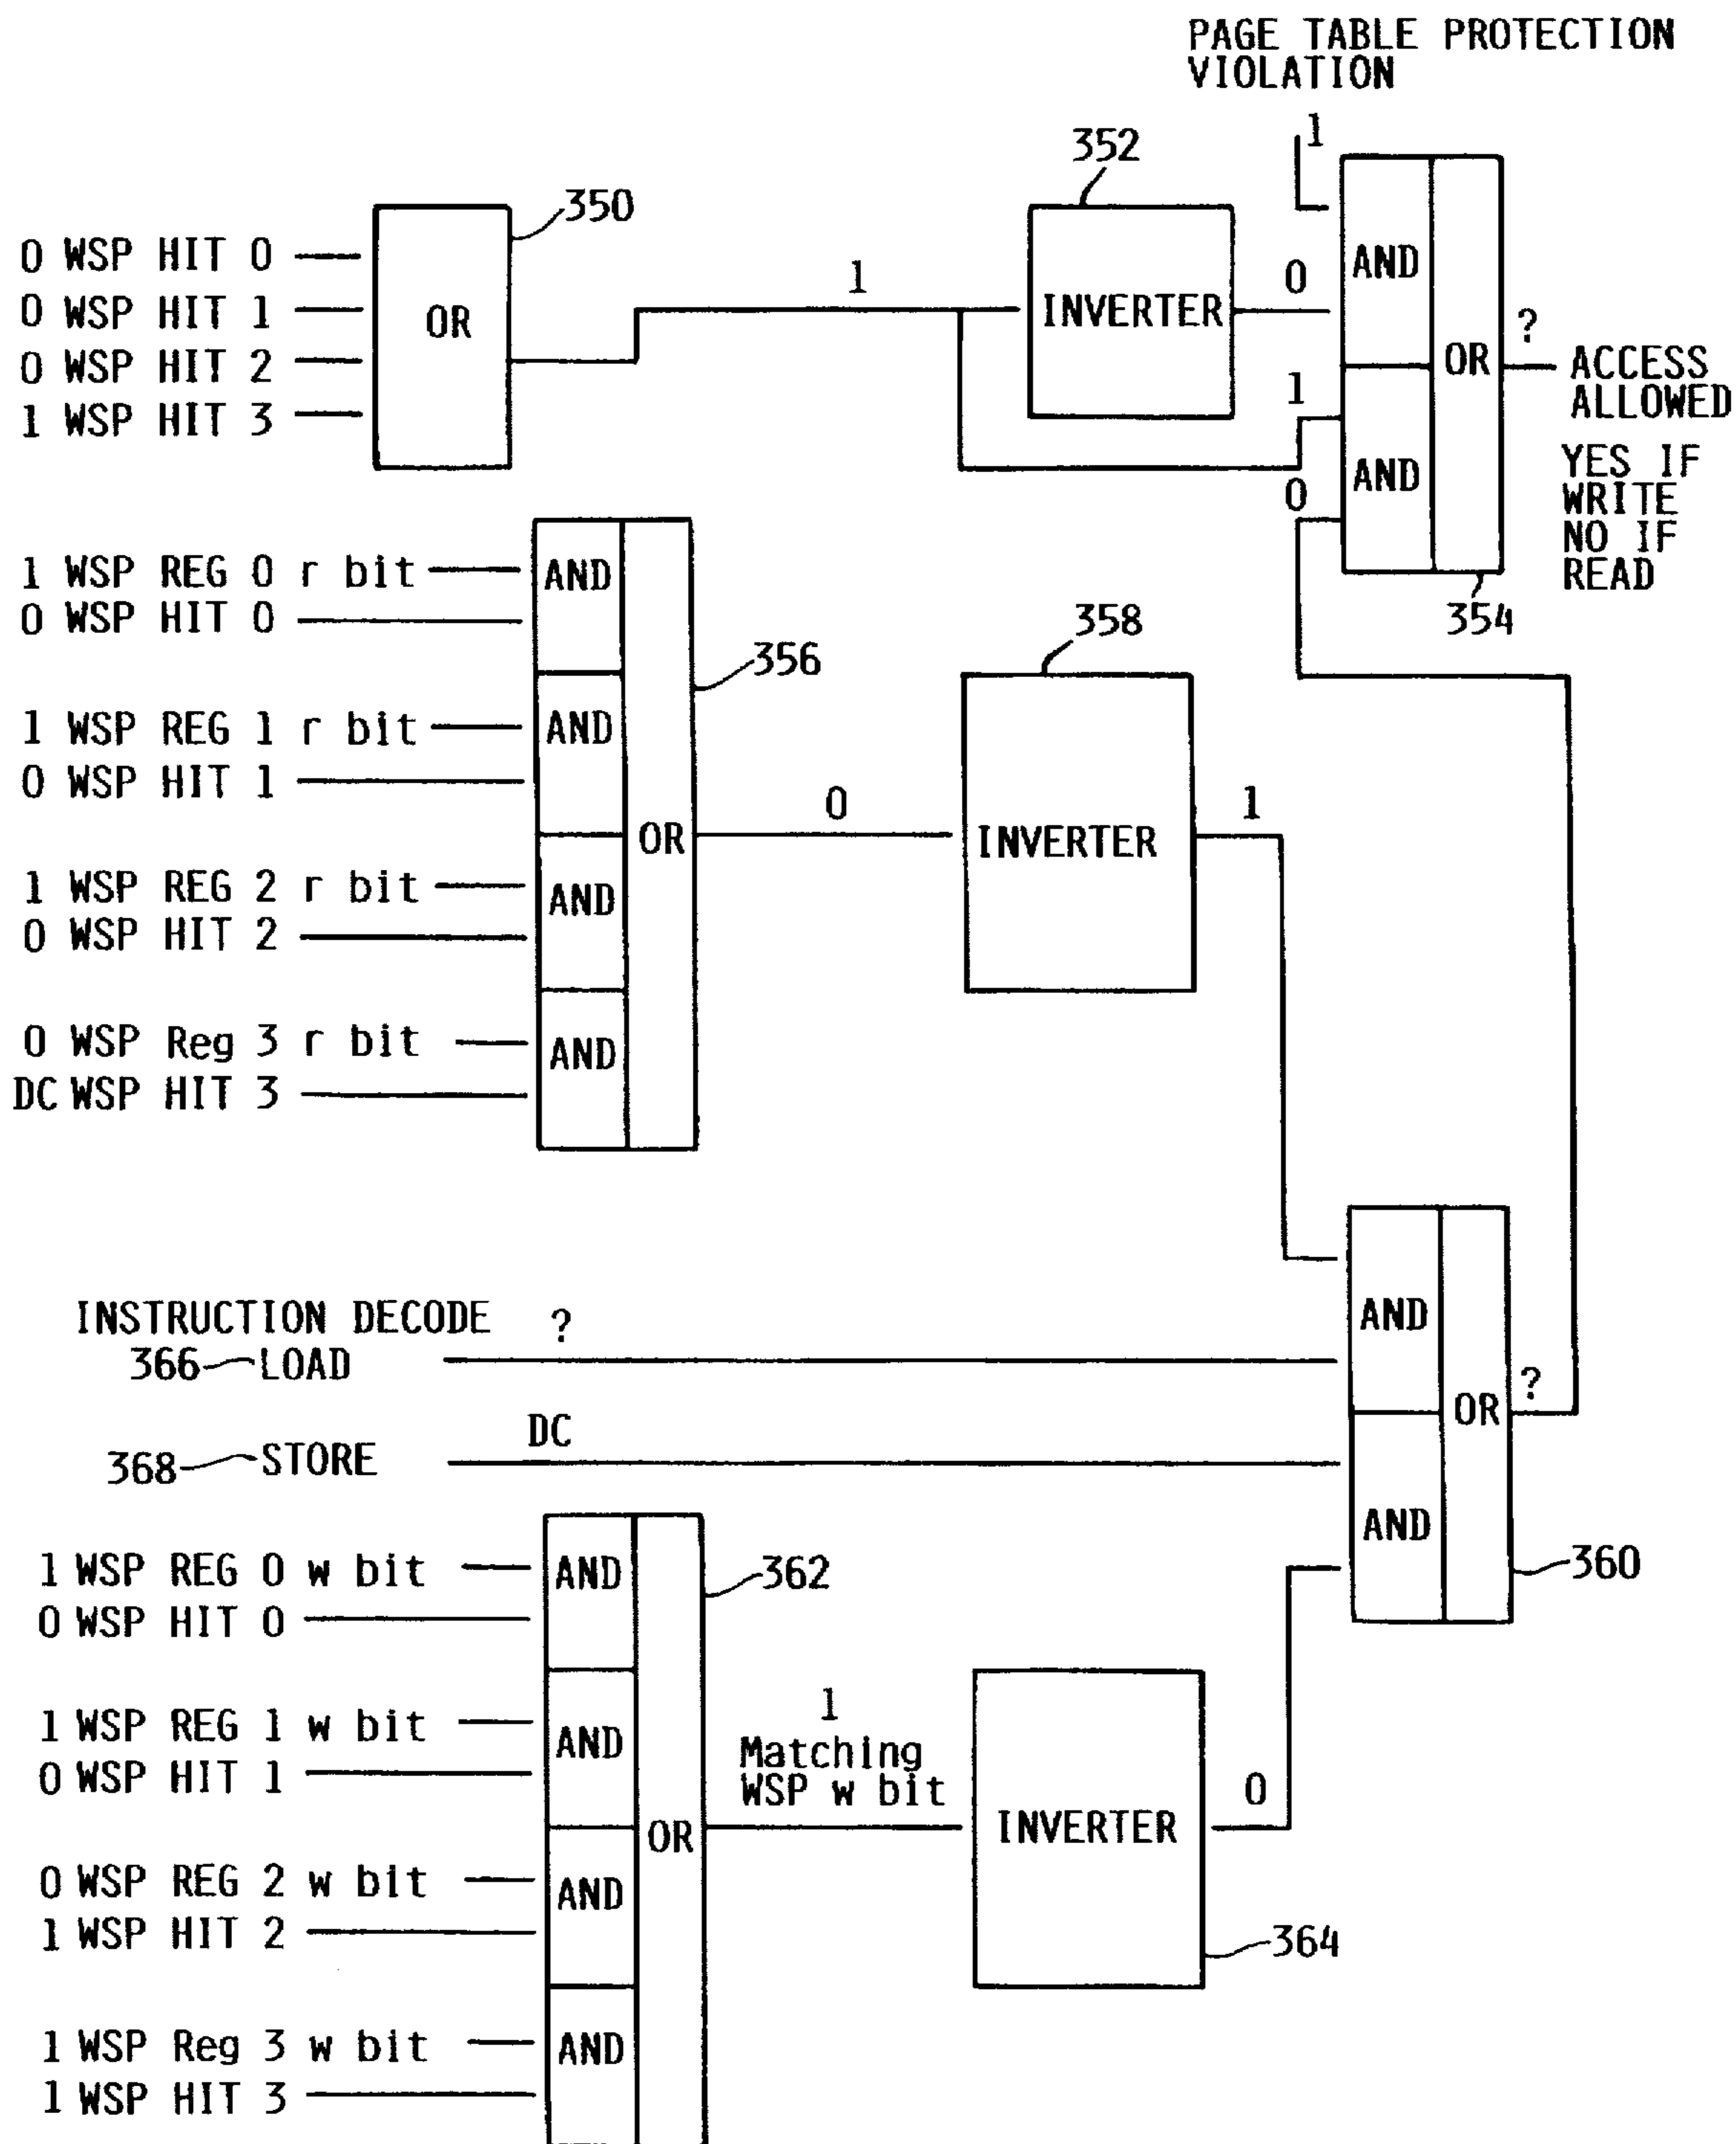 PAGE TABLE PROTECTION
VIOLATION
1
352
350
0 WSP HIT 0
0 WSP HIT 1
0 WSP HIT 2
1 WSP HIT 3
OR
1
INVERTER
0
1
0
AND
AND
OR
?
ACCESS
ALLOWED
YES IF
WRITE
NO IF
READ
354
1 WSP REG 0 r bit
0 WSP HIT 0
1 WSP REG 1 r bit
0 WSP HIT 1
1 WSP REG 2 r bit
0 WSP HIT 2
0 WSP Reg 3 r bit
DC WSP HIT 3
AND
AND
AND
AND
OR
356
0
358
INVERTER
1
INSTRUCTION DECODE
?
366 LOAD
DC
368 STORE
AND
AND
OR
?
360
1 WSP REG 0 w bit
0 WSP HIT 0
1 WSP REG 1 w bit
0 WSP HIT 1
0 WSP REG 2 w bit
1 WSP HIT 2
1 WSP Reg 3 w bit
1 WSP HIT 3
AND
AND
AND
AND
OR
362
1
Matching
WSP w bit
INVERTER
0
364